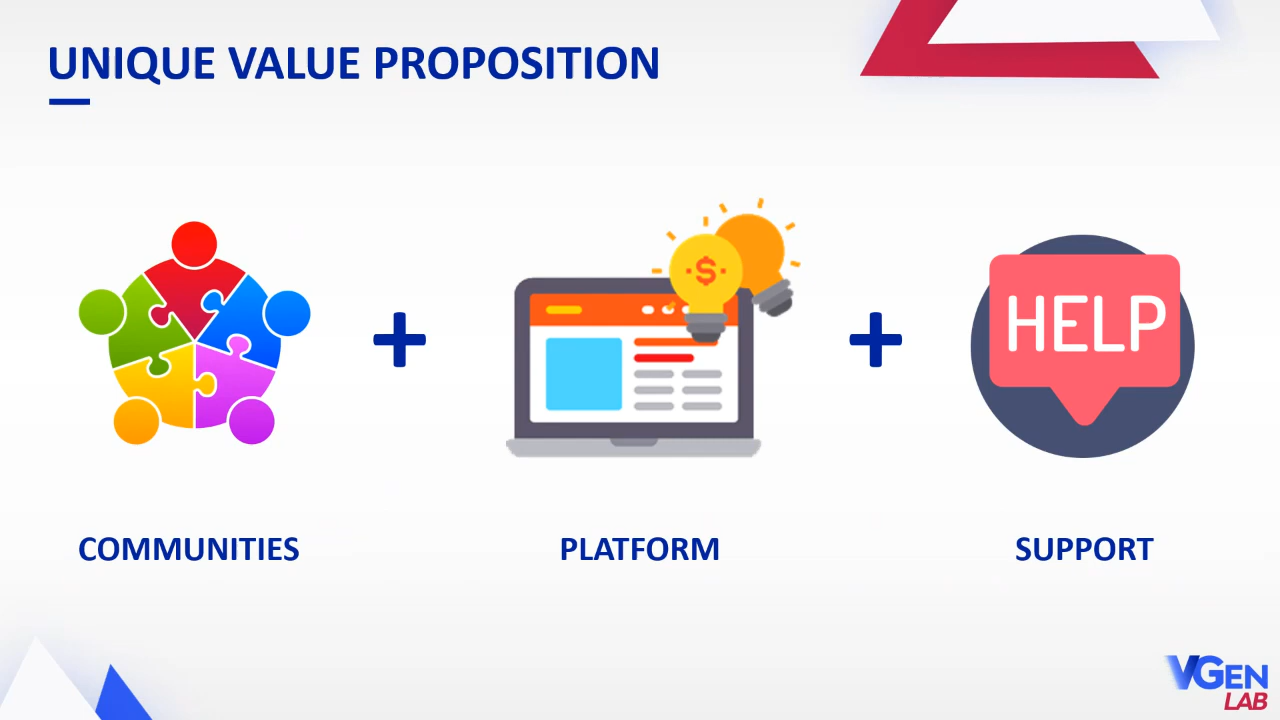 UNIQUE VALUE PROPOSITION
$
HELP
COMMUNITIES
PLATFORM
SUPPORT
VGEN
LAB